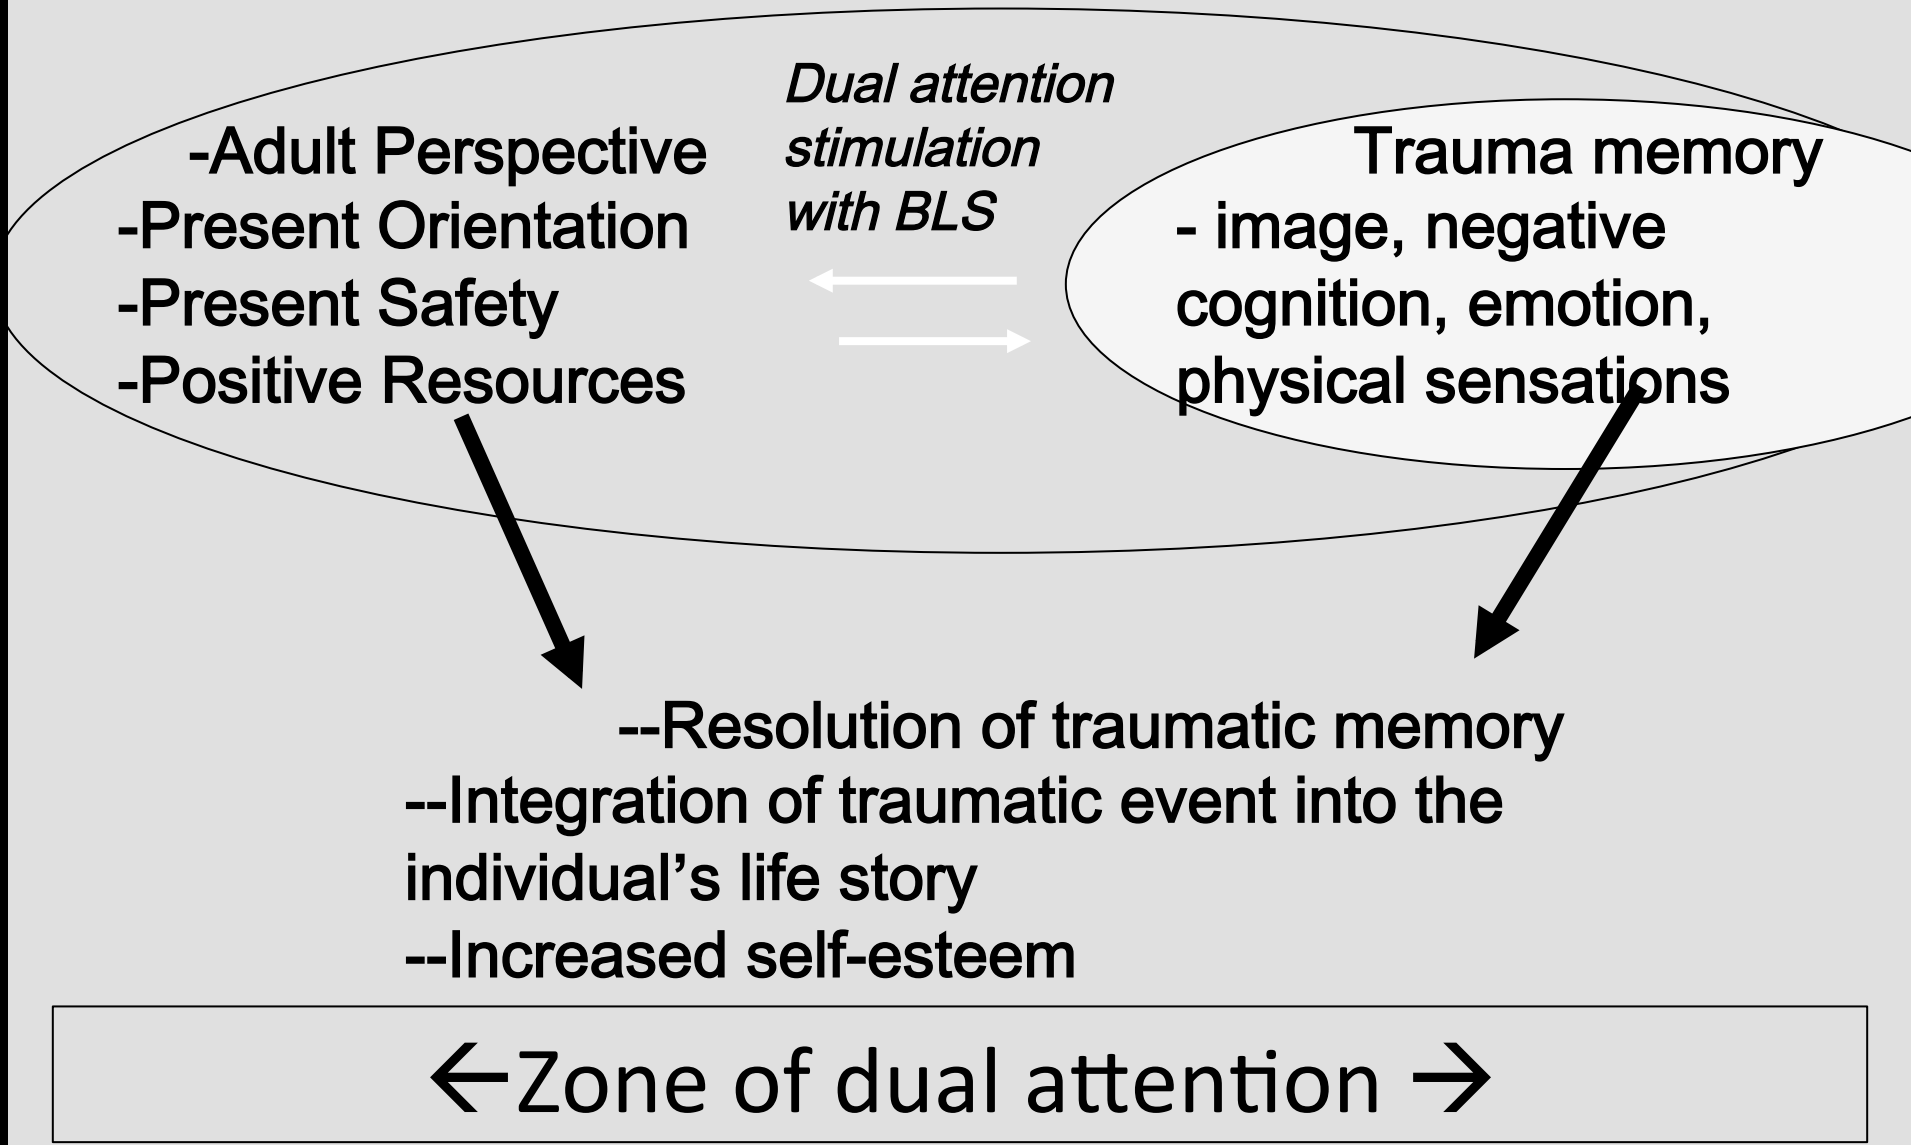 -Adult Perspective
-Present Orientation
-Present Safety
-Positive Resources
Dual attention
stimulation
with BLS
Trauma memory
- image, negative
cognition, emotion,
physical sensations
--Resolution of traumatic memory
--Integration of traumatic event into the
individual’s life story
--Increased self-esteem
←Zone of dual attention →